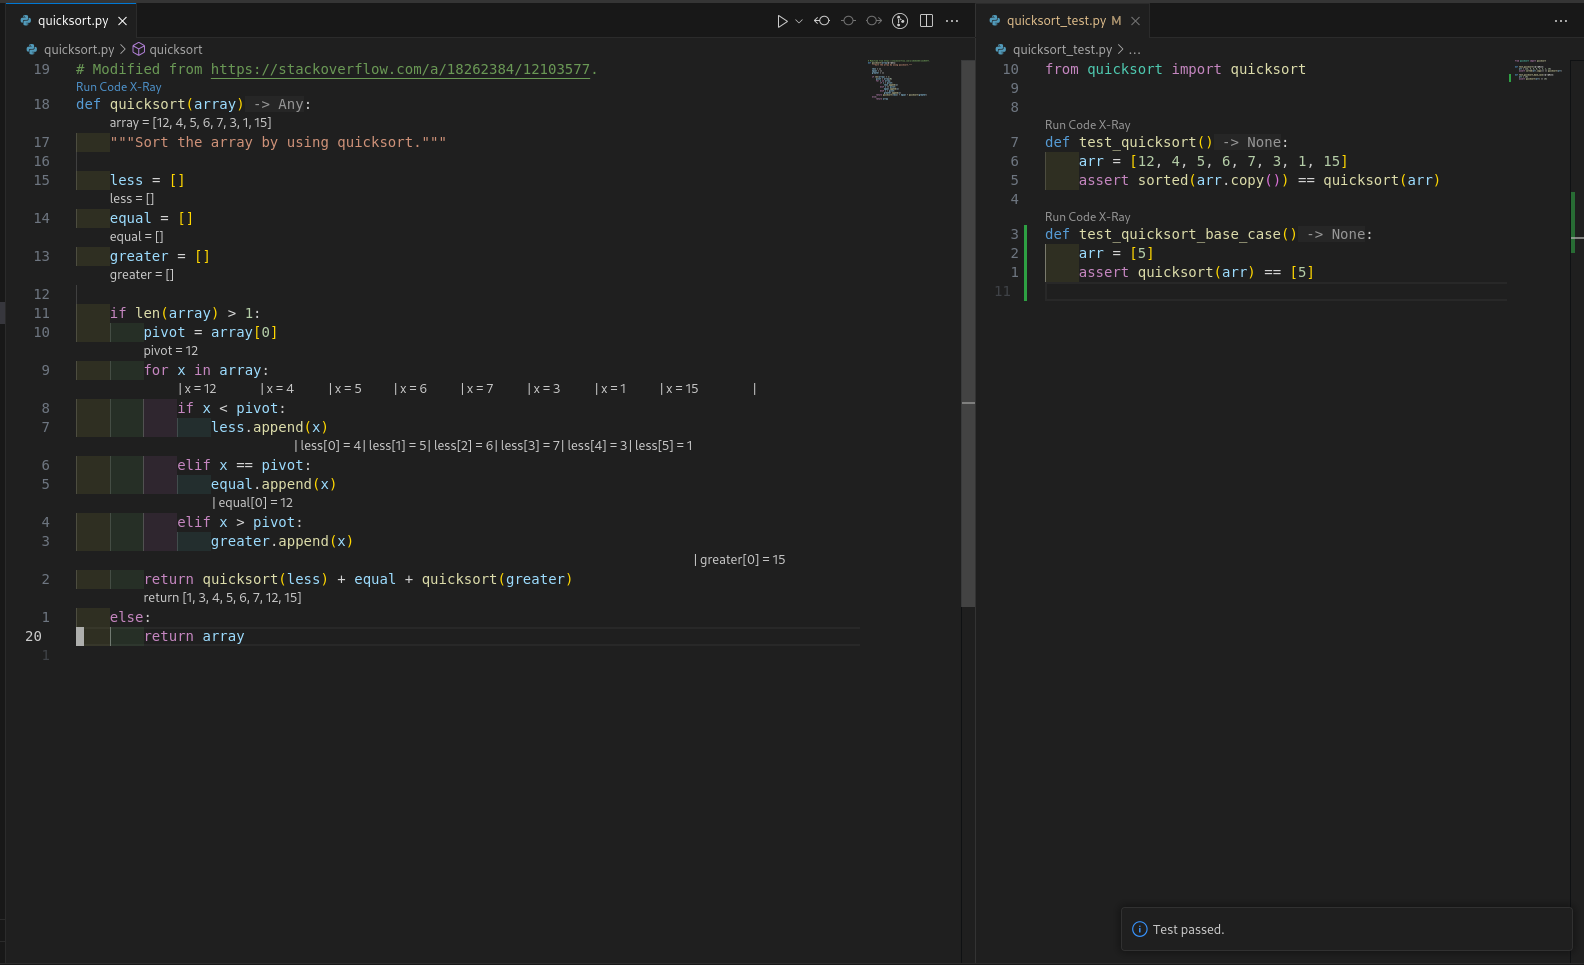 quicksort.py
quicksort.py > quicksort
19 # Modified from https://stackoverflow.com/a/18262384/12103577.
Run Code X-Ray
18 def quicksort(array) -> Any:
array = [12, 4, 5, 6, 7, 3, 1, 15]
17 """Sort the array by using quicksort."""
16
15 less = []
less = []
14 equal = []
equal = []
13 greater = []
greater = []
12
11 if len(array) > 1:
10 pivot = array[0]
pivot = 12
9 for x in array:
| x = 12 | x = 4 | x = 5 | x = 6 | x = 7 | x = 3 | x = 1 | x = 15 |
8 if x < pivot:
7 less.append(x)
| less[0] = 4 | less[1] = 5 | less[2] = 6 | less[3] = 7 | less[4] = 3 | less[5] = 1
6 elif x == pivot:
5 equal.append(x)
| equal[0] = 12
4 elif x > pivot:
3 greater.append(x)
| greater[0] = 15
2 return quicksort(less) + equal + quicksort(greater)
return [1, 3, 4, 5, 6, 7, 12, 15]
1 else:
20 return array
1
quicksort_test.py M
quicksort_test.py > ...
10 from quicksort import quicksort
9
8
Run Code X-Ray
7 def test_quicksort() -> None:
6 arr = [12, 4, 5, 6, 7, 3, 1, 15]
5 assert sorted(arr.copy()) == quicksort(arr)
4
Run Code X-Ray
3 def test_quicksort_base_case() -> None:
2 arr = [5]
1 assert quicksort(arr) == [5]
11
Test passed.